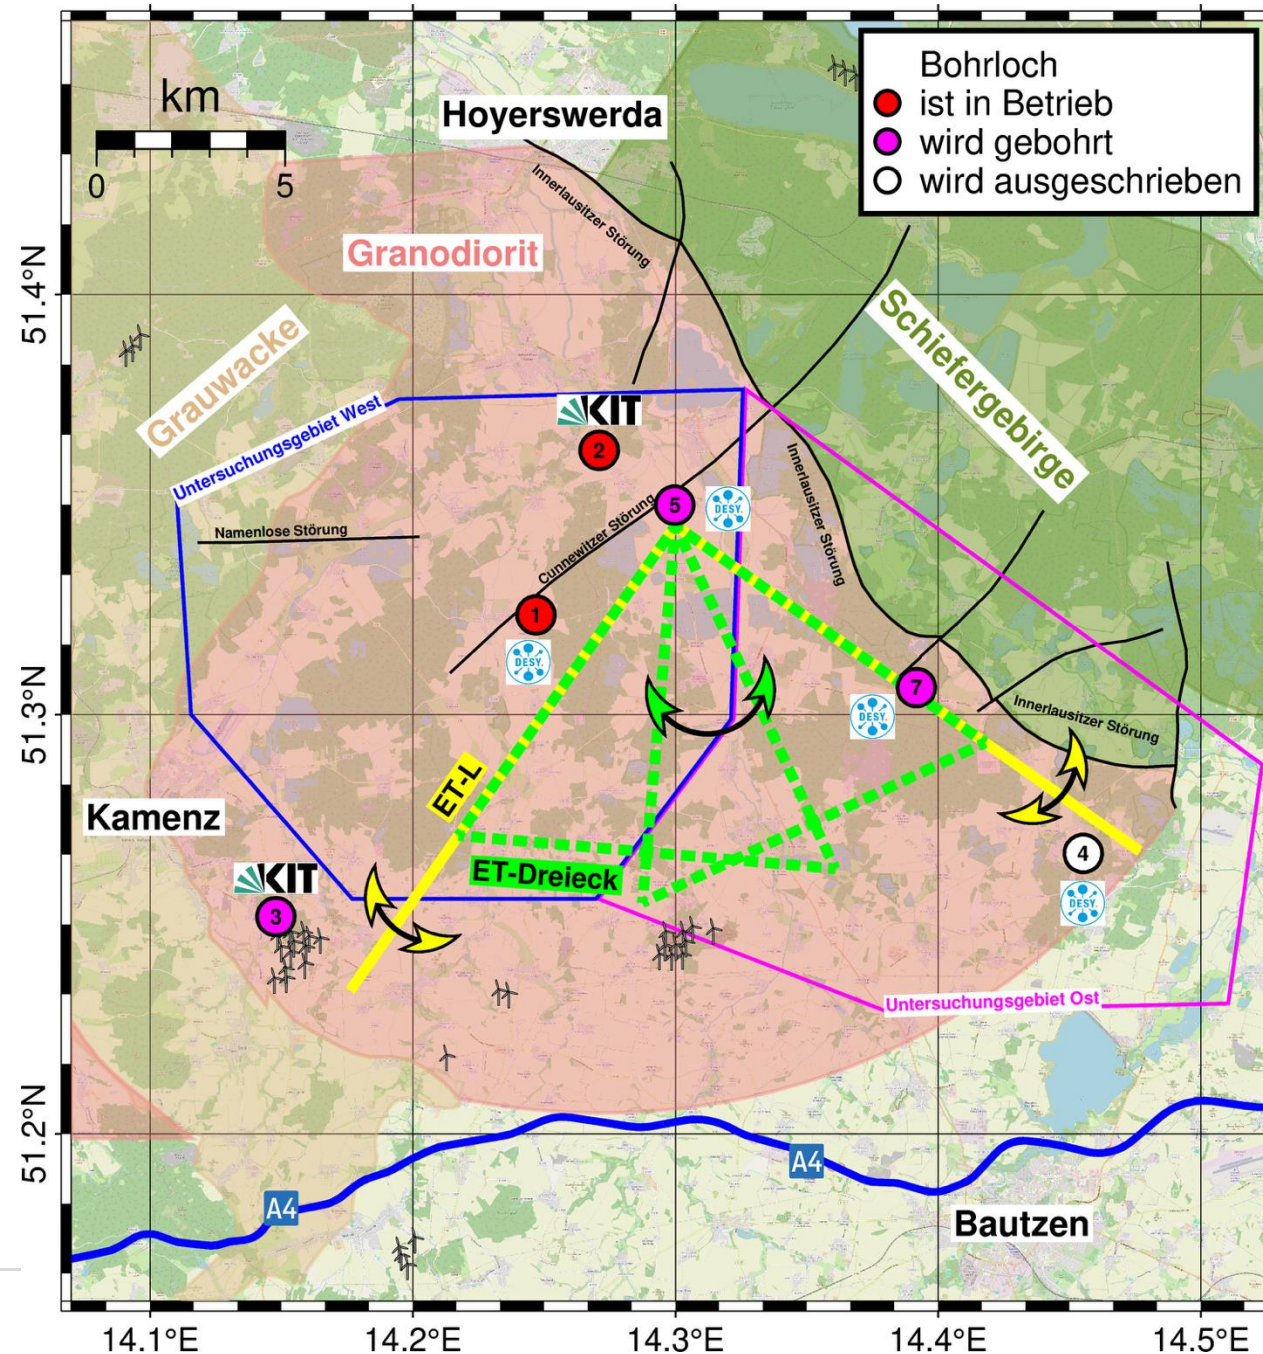 Bohrloch
ist in Betrieb
wird gebohrt
wird ausgeschrieben
km
0 5
Hoyerswerda
Innerlausitzer Störung
Granodiorit
51.4°N
Schiefergebirge
Grauwacke
Untersuchungsgebiet West
KIT
2
Innerlausitzer Störung
5
DESY.
Namenlose Störung
Cunnewitzer Störung
1
DESY.
7
DESY.
51.3°N
Innerlausitzer Störung
ET-L
Kamenz
4
DESY.
KIT
3
ET-Dreieck
Untersuchungsgebiet Ost
51.2°N
A4
A4
Bautzen
14.1°E 14.2°E 14.3°E 14.4°E 14.5°E